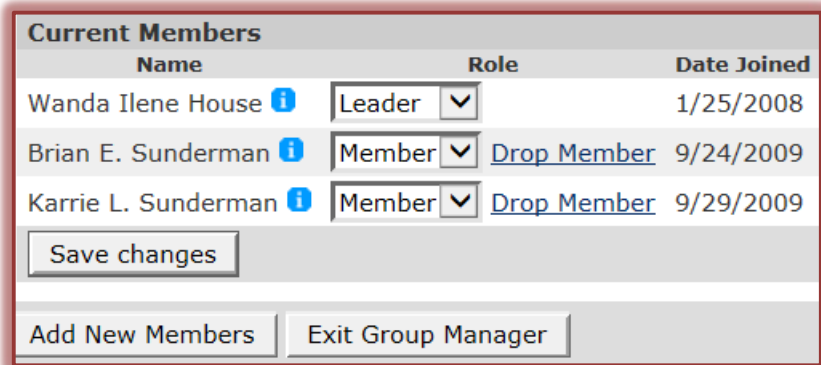 Current Members
Name Role Date Joined
Wanda Ilene House i Leader 1/25/2008
Brian E. Sunderman i Member Drop Member 9/24/2009
Karrie L. Sunderman i Member Drop Member 9/29/2009
Save changes
Add New Members Exit Group Manager